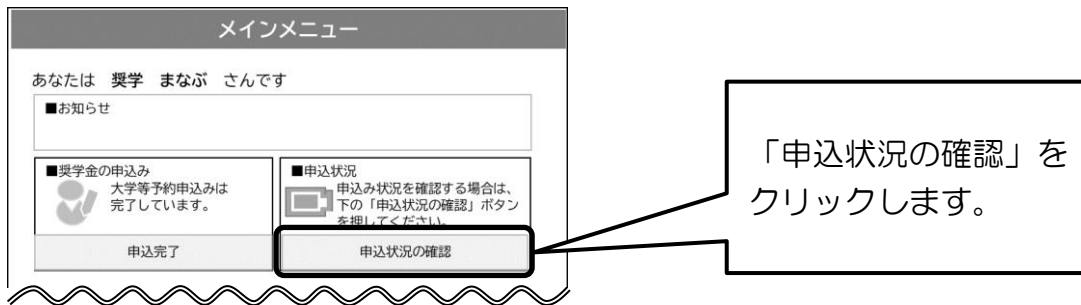 メインメニュー
あなたは 奨学 まなぶ さんです
■お知らせ
■奨学金の申込み
大学等予約申込みは
完了しています。
申込完了
■申込状況
申込み状況を確認する場合は、
下の「申込状況の確認」ボタン
を押してください。
申込状況の確認
「申込状況の確認」を
クリックします。